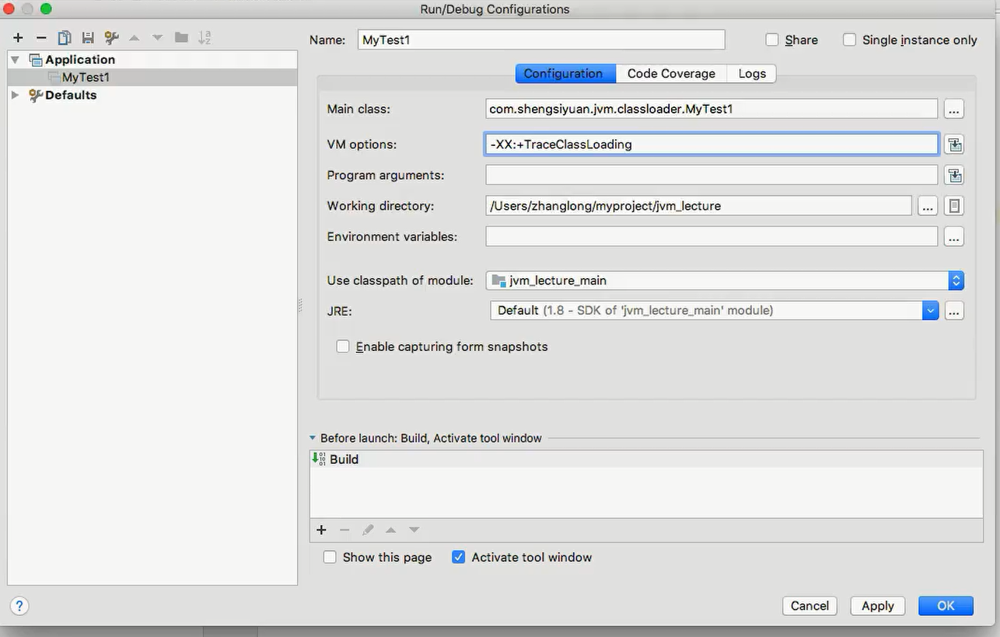 Run/Debug Configurations
Name: MyTest1 Share Single instance only
Application
MyTest1
Defaults
Configuration Code Coverage Logs
Main class: com.shengsiyuan.jvm.classloader.MyTest1 ...
VM options: -XX:+TraceClassLoading
Program arguments:
Working directory: /Users/zhanglong/myproject/jvm_lecture ...
Environment variables: ...
Use classpath of module: jvm_lecture_main
JRE: Default (1.8 - SDK of 'jvm_lecture_main' module) ...
Enable capturing form snapshots
Before launch: Build, Activate tool window
Build
Show this page Activate tool window
? Cancel Apply OK